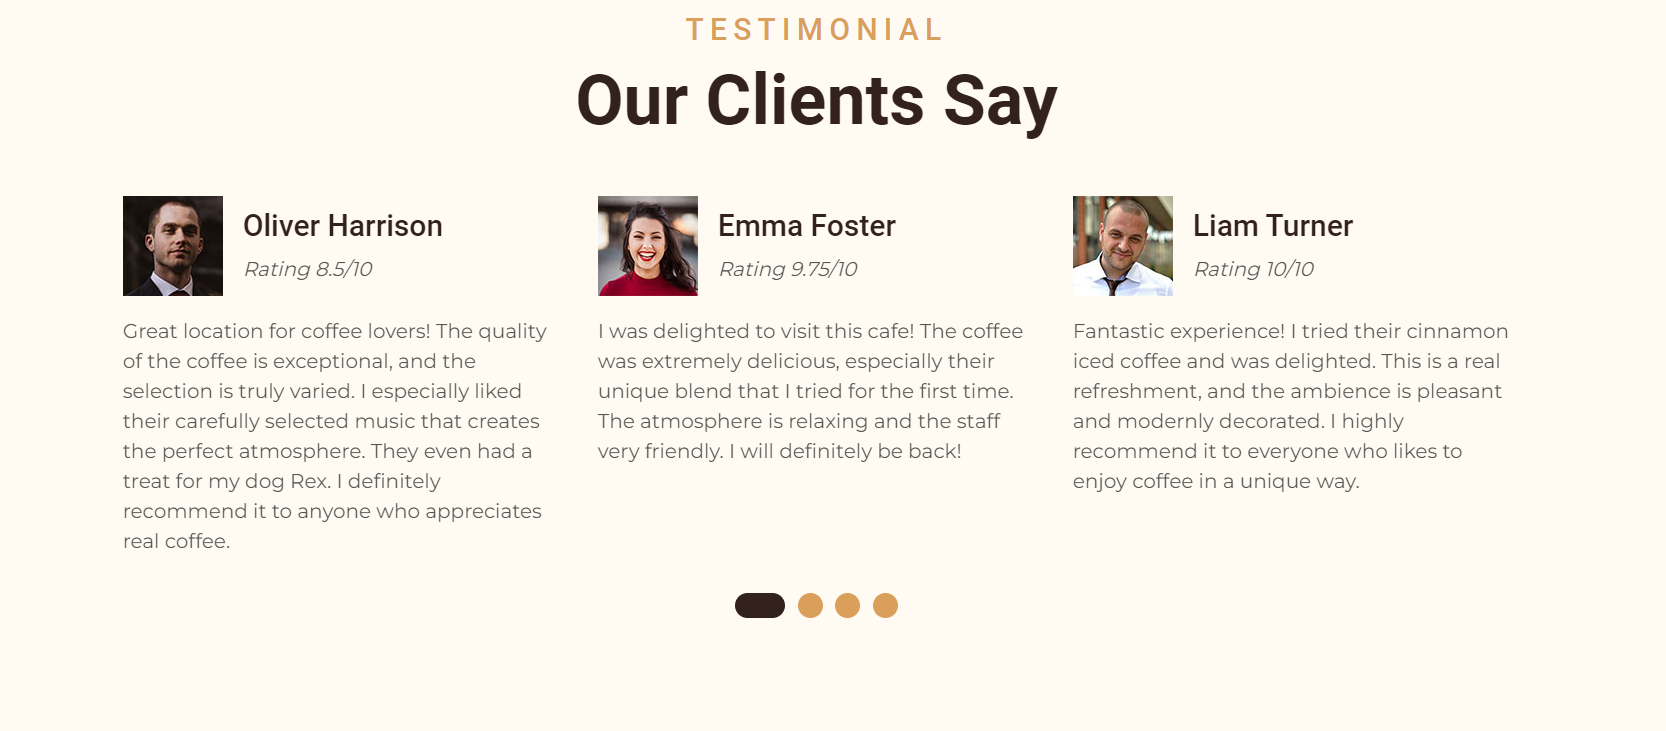 TESTIMONIAL
Our Clients Say
Oliver Harrison
Rating 8.5/10
Great location for coffee lovers! The quality
of the coffee is exceptional, and the
selection is truly varied. I especially liked
their carefully selected music that creates
the perfect atmosphere. They even had a
treat for my dog Rex. I definitely
recommend it to anyone who appreciates
real coffee.
Emma Foster
Rating 9.75/10
I was delighted to visit this cafe! The coffee
was extremely delicious, especially their
unique blend that I tried for the first time.
The atmosphere is relaxing and the staff
very friendly. I will definitely be back!
Liam Turner
Rating 10/10
Fantastic experience! I tried their cinnamon
iced coffee and was delighted. This is a real
refreshment, and the ambience is pleasant
and modernly decorated. I highly
recommend it to everyone who likes to
enjoy coffee in a unique way.